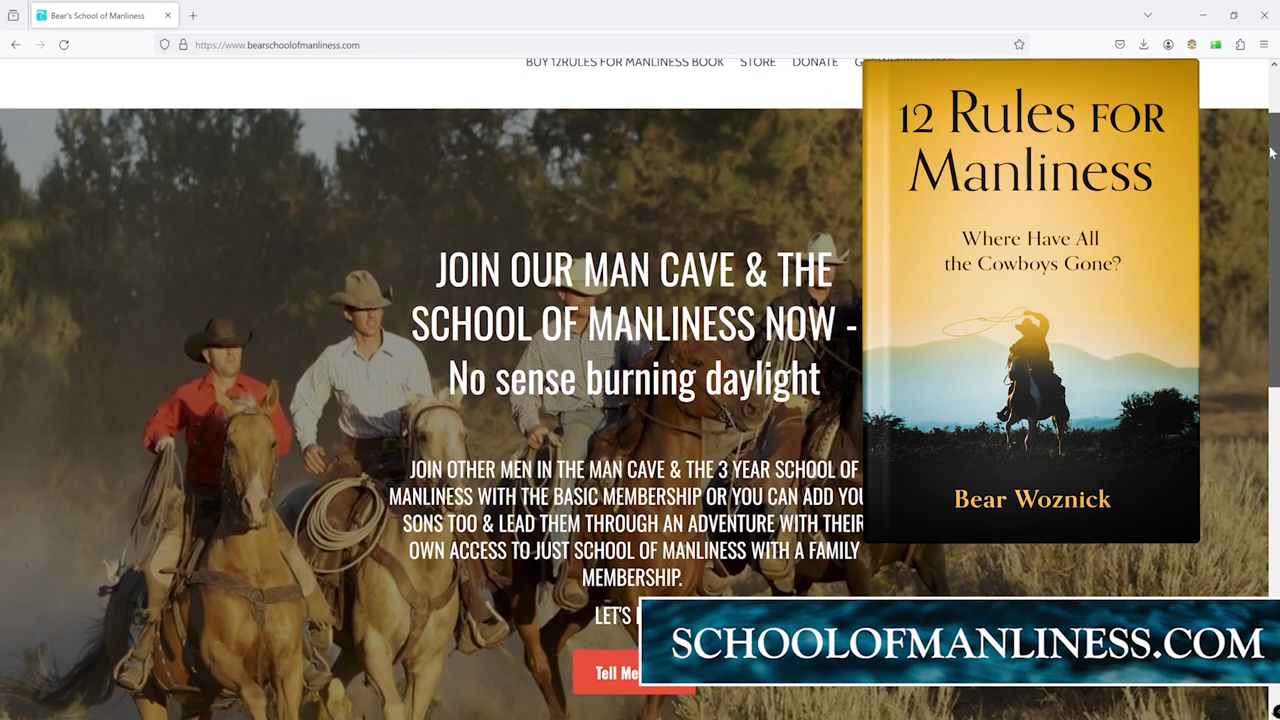 Bear's School of Manliness
https://www.bearschoolofmanliness.com
BUY 12RULES FOR MANLINESS BOOK STORE DONATE
JOIN OUR MAN CAVE & THE
SCHOOL OF MANLINESS NOW -
No sense burning daylight
JOIN OTHER MEN IN THE MAN CAVE & THE 3 YEAR SCHOOL OF
MANLINESS WITH THE BASIC MEMBERSHIP OR YOU CAN ADD
SONS TOO & LEAD THEM THROUGH AN ADVENTURE WITH THEIR
OWN ACCESS TO JUST SCHOOL OF MANLINESS WITH A FAMILY
MEMBERSHIP.
LET'S
Tell
12 Rules for
Manliness
Where Have All
the Cowboys Gone?
Bear Woznick
SCHOOLOFMANLINESS.COM